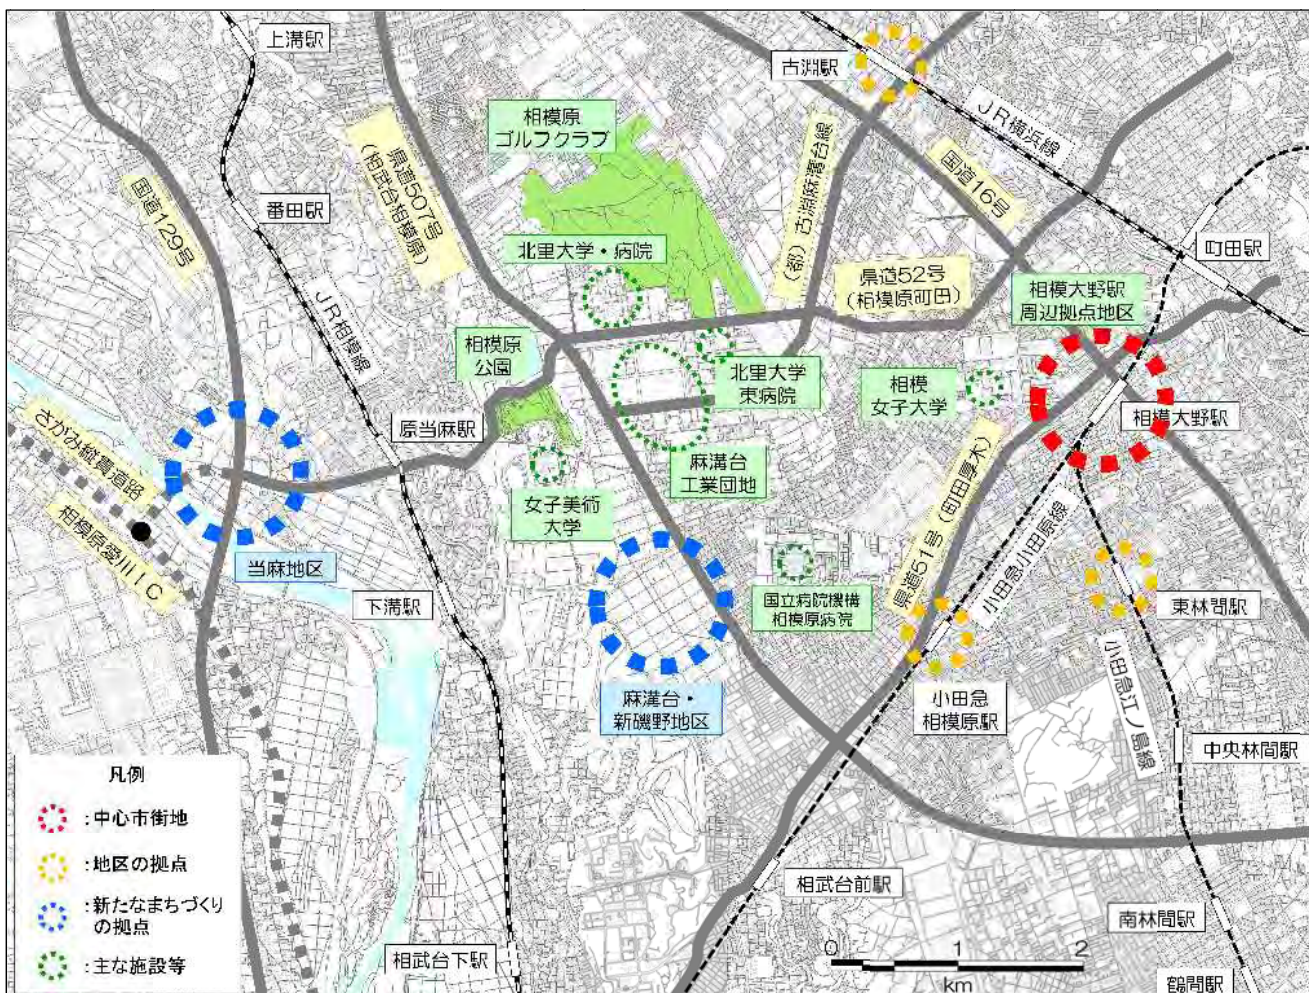 上溝駅
古淵駅
JR横浜線
相模原
ゴルフクラブ
県道507号
(相武台相模原)
(都)古淵麻溝台線
国道16号
国道129号
番田駅
町田駅
北里大学・病院
県道52号
(相模原町田)
相模大野駅
周辺拠点地区
JR相模線
相模原
公園
北里大学
東病院
相模
女子大学
相模大野駅
原当麻駅
さがみ縦貫道路
麻溝台
工業団地
女子美術
大学
県道51号(町田厚木)
小田急小田原線
相模原愛川IC
当麻地区
下溝駅
国立病院機構
相模原病院
東林間駅
麻溝台・
新磯野地区
小田急
相模原駅
小田急江ノ島線
中央林間駅
凡例
:中心市街地
:地区の拠点
:新たなまちづくり
の拠点
:主な施設等
相武台前駅
南林間駅
相武台下駅
0 1 2
km
鶴間駅